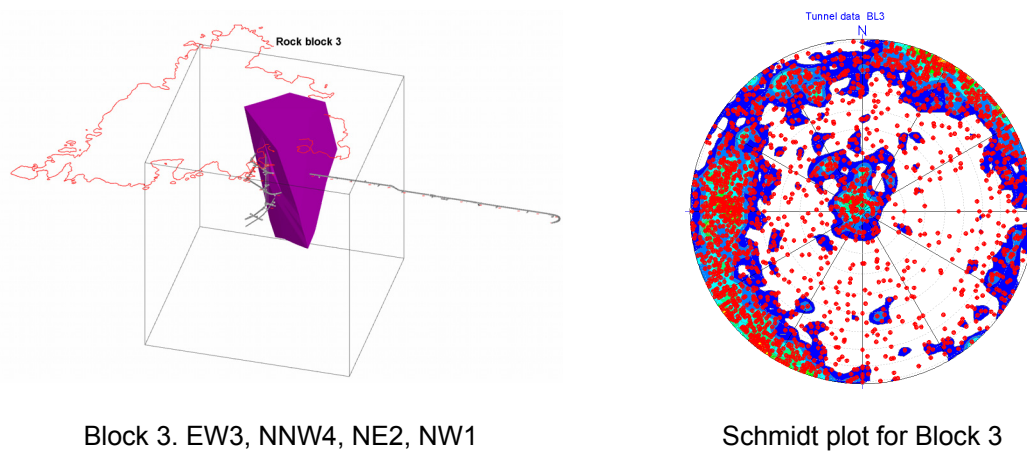 Tunnel data BL3
N
Rock block 3
Block 3. EW3, NNW4, NE2, NW1
Schmidt plot for Block 3